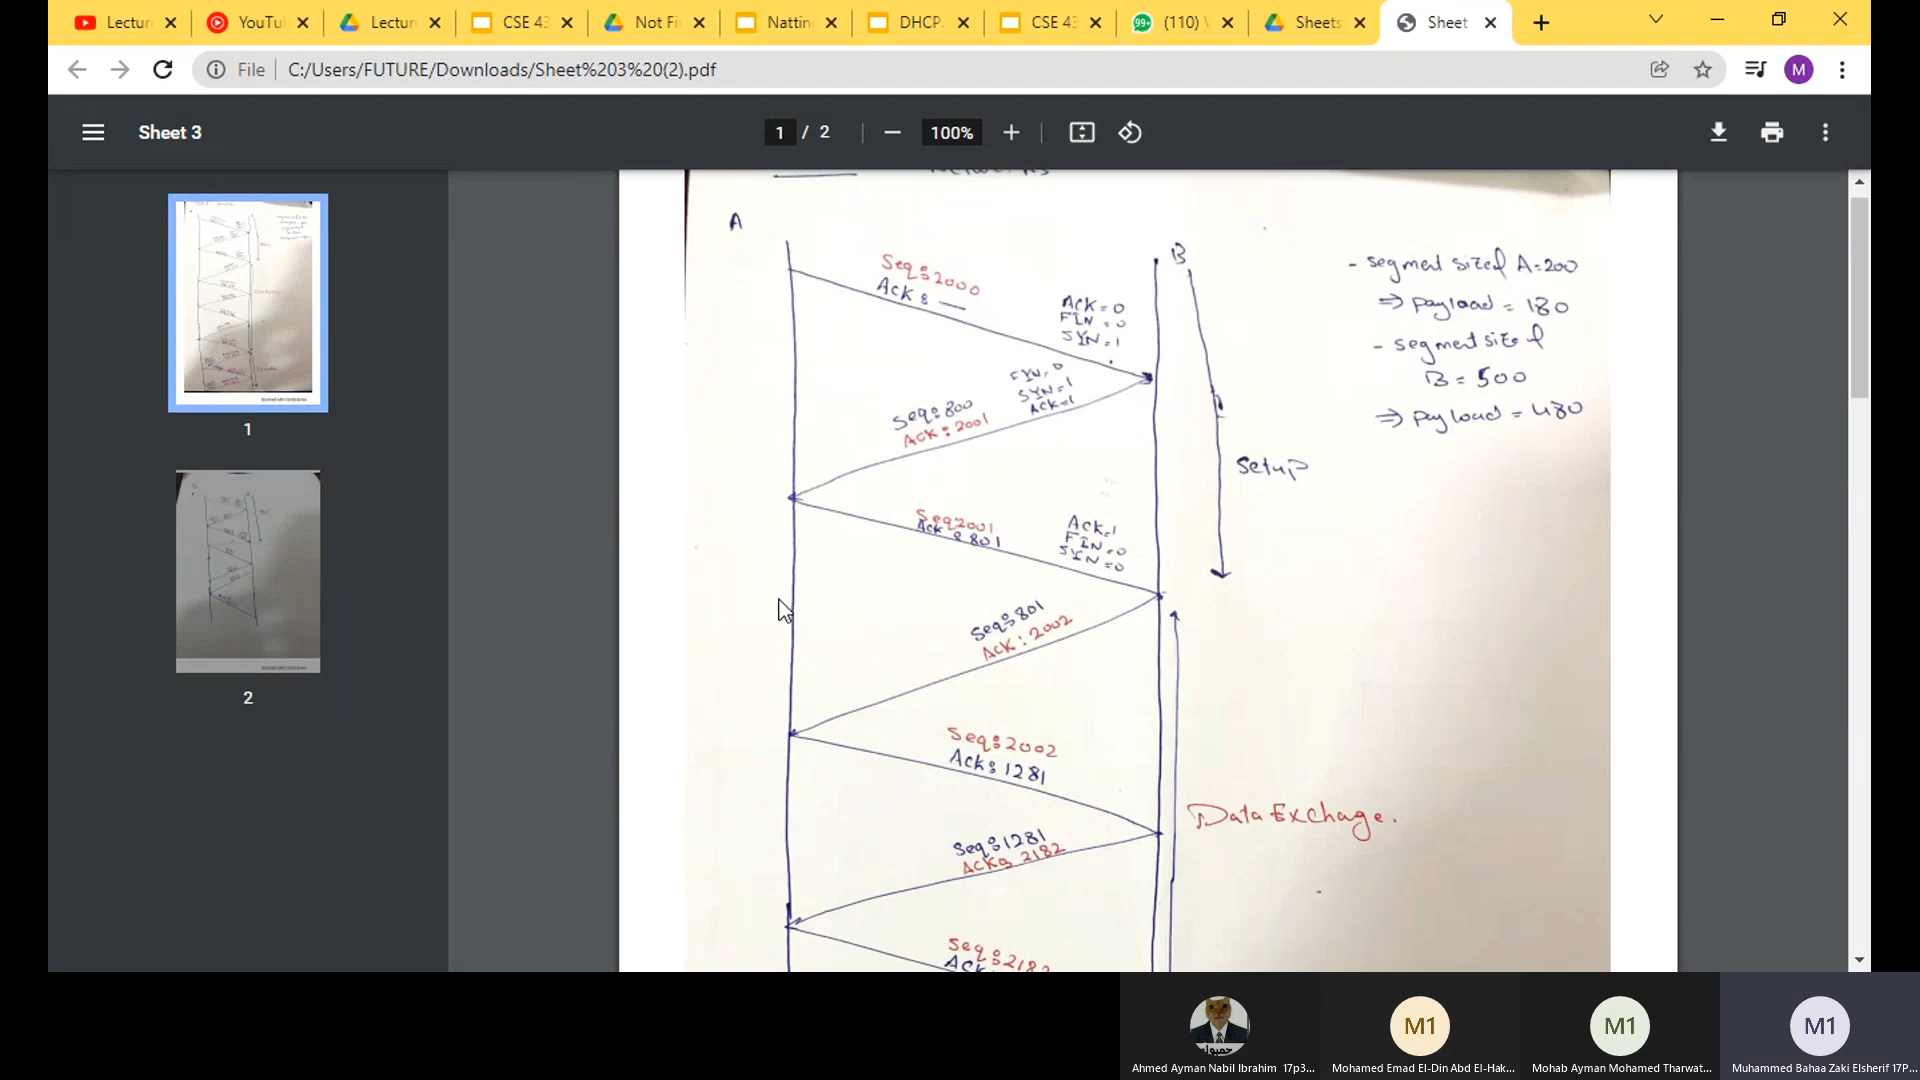 Lectur
YouTu
Lectur
CSE 43
Not Fi
Nattin
DHCP.
CSE 43
99+
(110)
Sheets
Sheet
File
C:/Users/FUTURE/Downloads/Sheet%203%20(2).pdf
M
Sheet 3
1 / 2
100%
1
2
A
B
Seq: 2000
Ack:
Ack=0
FIN=0
SYN=1
- segment size of A=200
⇒ payload = 180
- segment size of
B = 500
⇒ payload = 480
FIN=0
SYN=1
Ack=1
Seq: 800
Ack: 2001
Setup
Seq: 2001
Ack: 801
Ack=1
FIN=0
SYN=0
Seq: 801
Ack: 2002
Seq: 2002
Ack: 1281
Data Exchage.
Seq: 1281
Ack: 2182
Seq: 2182
Ack
M1
M1
M1
Ahmed Ayman Nabil Ibrahim 17p3...
Mohamed Emad El-Din Abd El-Hak...
Mohab Ayman Mohamed Tharwat...
Muhammed Bahaa Zaki Elsherif 17P...